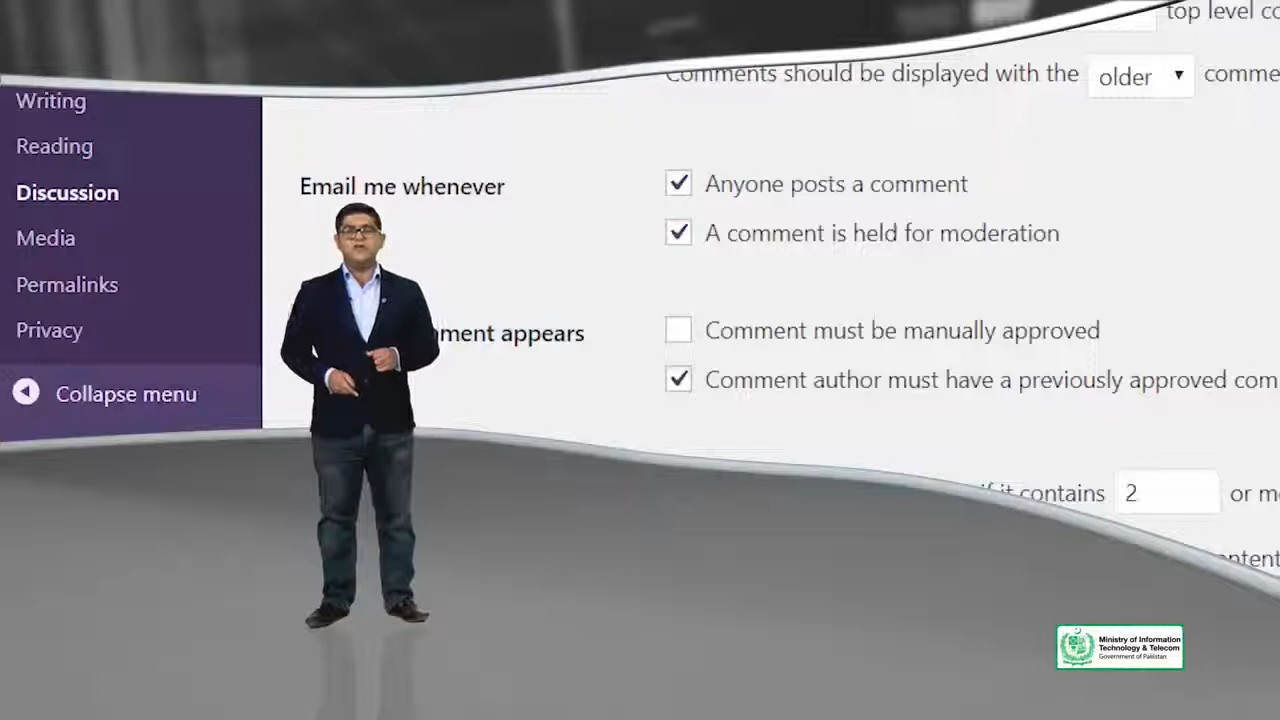 top level co
Comments should be displayed with the older comme
Writing
Reading
Discussion
Media
Permalinks
Privacy
Collapse menu
Email me whenever
Anyone posts a comment
A comment is held for moderation
ment appears
Comment must be manually approved
Comment author must have a previously approved com
if it contains 2 or m
ntent
Ministry of Information
Technology & Telecom
Government of Pakistan